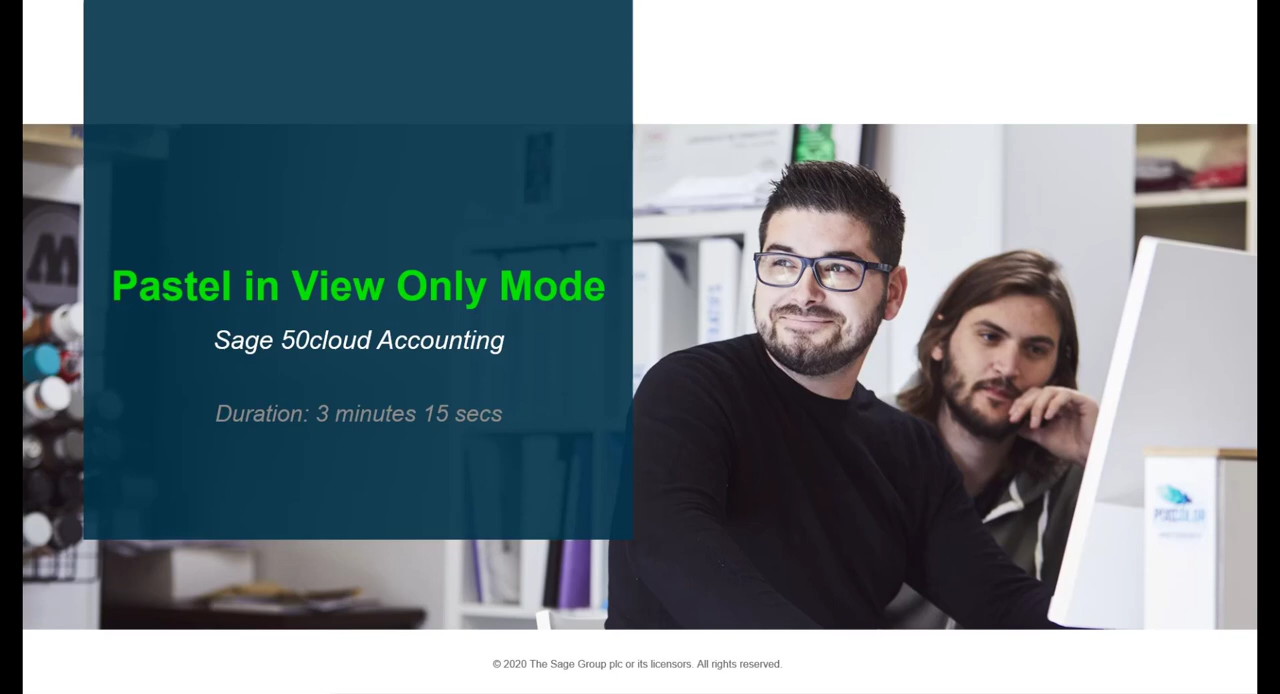 Pastel in View Only Mode
Sage 50cloud Accounting
Duration: 3 minutes 15 secs
© 2020 The Sage Group plc or its licensors. All rights reserved.